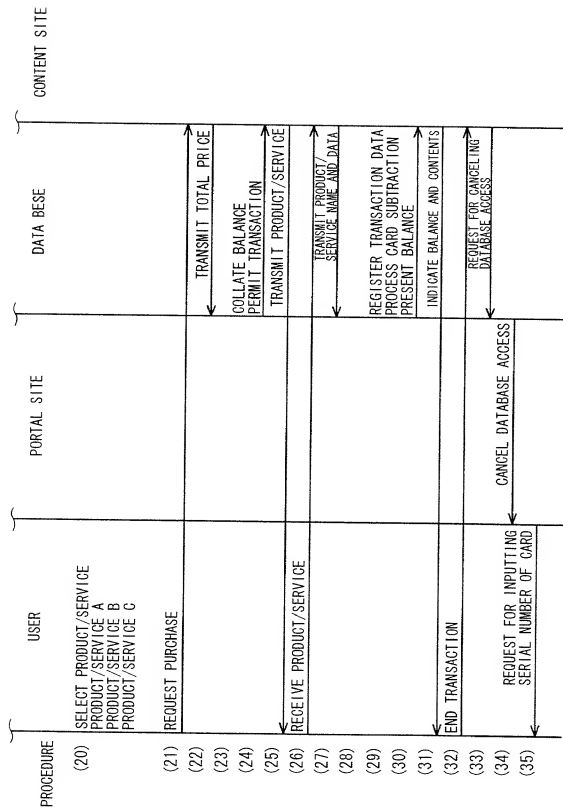 PROCEDURE
USER
PORTAL SITE
DATA BESE
CONTENT SITE
(20)
SELECT PRODUCT/SERVICE
PRODUCT/SERVICE A
PRODUCT/SERVICE B
PRODUCT/SERVICE C
(21)
REQUEST PURCHASE
(22)
TRANSMIT TOTAL PRICE
(23)
(24)
COLLATE BALANCE
PERMIT TRANSACTION
(25)
TRANSMIT PRODUCT/SERVICE
(26)
RECEIVE PRODUCT/SERVICE
(27)
TRANSMIT PRODUCT/
SERVICE NAME AND DATA
(28)
(29)
REGISTER TRANSACTION DATA
(30)
PROCESS CARD SUBTRACTION
PRESENT BALANCE
(31)
INDICATE BALANCE AND CONTENTS
(32)
END TRANSACTION
(33)
REQUEST FOR CANCELING
DATABASE ACCESS
(34)
CANCEL DATABASE ACCESS
(35)
REQUEST FOR INPUTTING
SERIAL NUMBER OF CARD